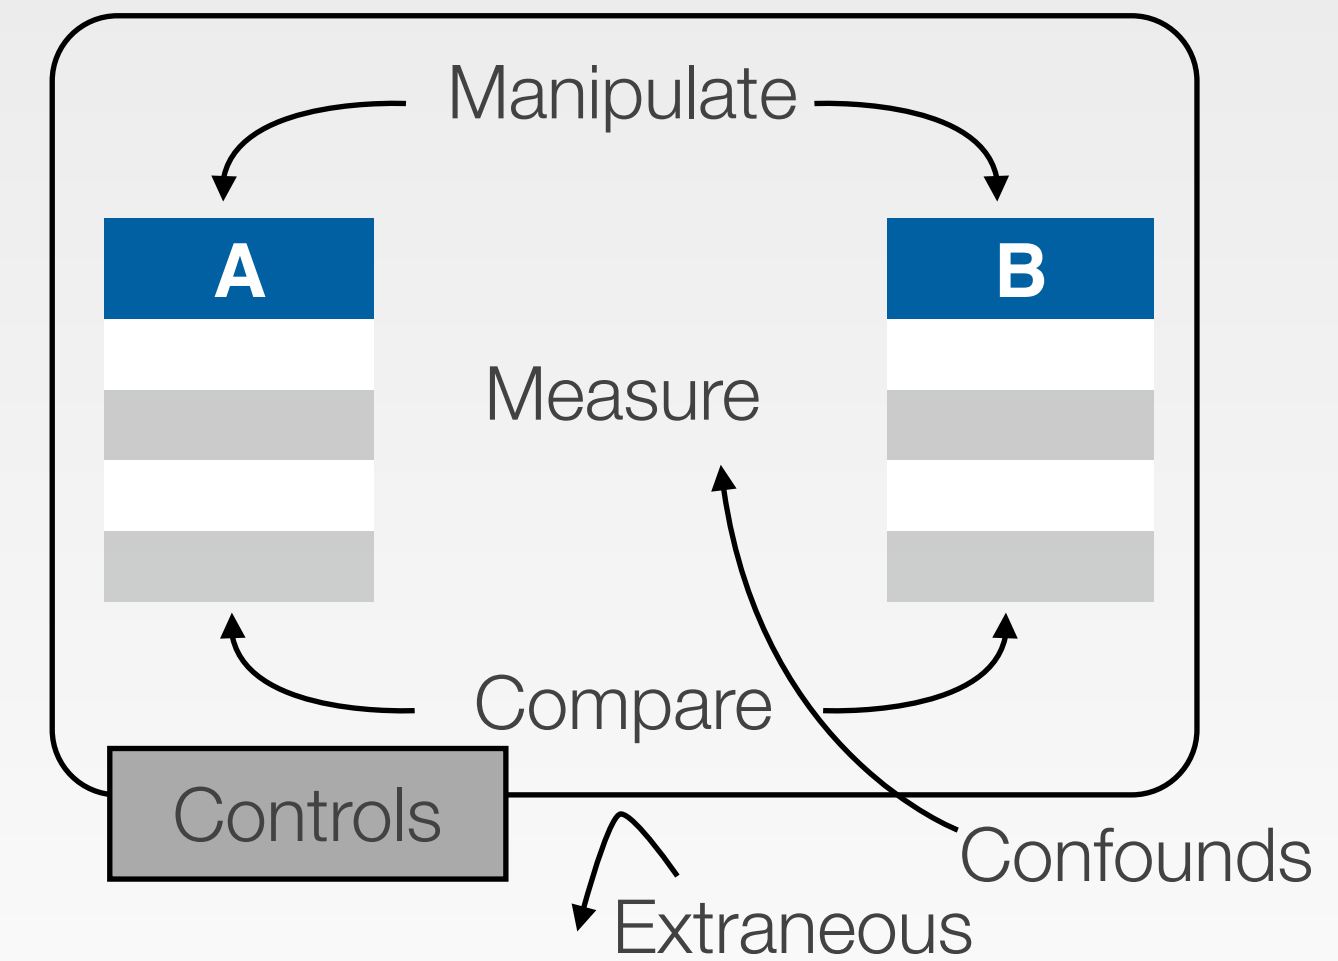 Manipulate
A
B
Measure
Compare
Controls
Confounds
Extraneous